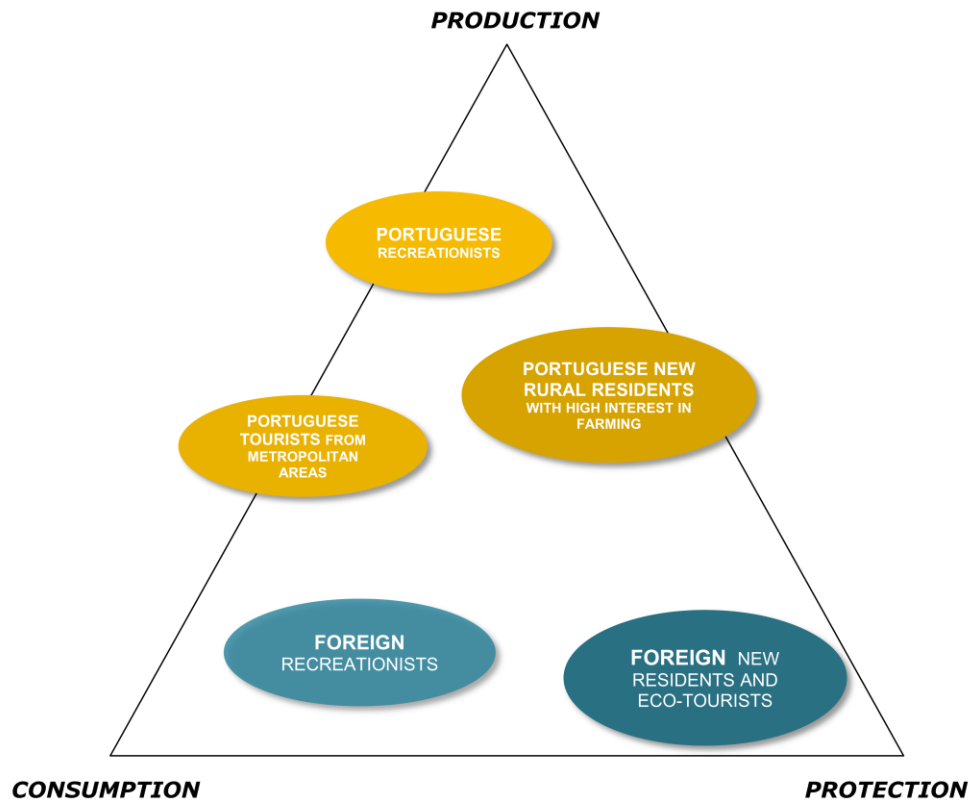 PRODUCTION
PORTUGUESE
RECREATIONISTS
PORTUGUESE NEW
RURAL RESIDENTS
WITH HIGH INTEREST IN
FARMING
PORTUGUESE
TOURISTS FROM
METROPOLITAN
AREAS
FOREIGN
RECREATIONISTS
FOREIGN NEW
RESIDENTS AND
ECO-TOURISTS
CONSUMPTION
PROTECTION